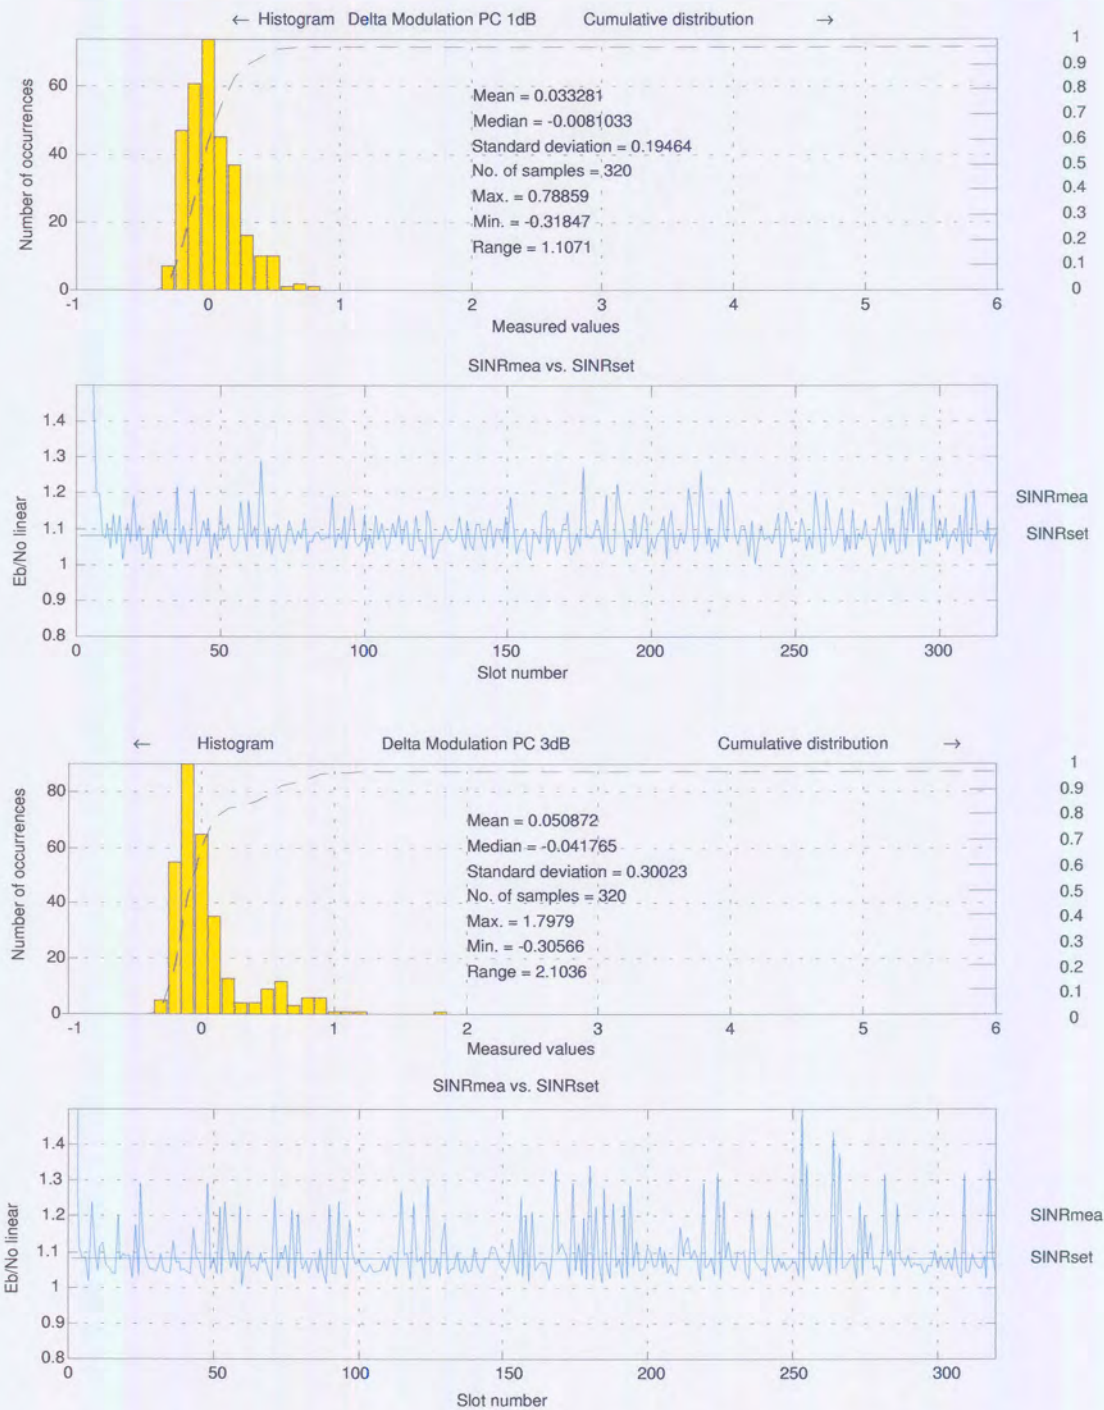 ← Histogram Delta Modulation PC 1dB Cumulative distribution →
Number of occurrences
60
40
20
0
Mean = 0.033281
Median = -0.0081033
Standard deviation = 0.19464
No. of samples = 320
Max. = 0.78859
Min. = -0.31847
Range = 1.1071
1
0.9
0.8
0.7
0.6
0.5
0.4
0.3
0.2
0.1
0
-1 0 1 2 3 4 5 6
Measured values
SINRmea vs. SINRset
Eb/No linear
1.4
1.3
1.2
1.1
1
0.9
0.8
SINRmea
SINRset
0 50 100 150 200 250 300
Slot number
← Histogram Delta Modulation PC 3dB Cumulative distribution →
Number of occurrences
80
60
40
20
0
Mean = 0.050872
Median = -0.041765
Standard deviation = 0.30023
No. of samples = 320
Max. = 1.7979
Min. = -0.30566
Range = 2.1036
1
0.9
0.8
0.7
0.6
0.5
0.4
0.3
0.2
0.1
0
-1 0 1 2 3 4 5 6
Measured values
SINRmea vs. SINRset
Eb/No linear
1.4
1.3
1.2
1.1
1
0.9
0.8
SINRmea
SINRset
0 50 100 150 200 250 300
Slot number